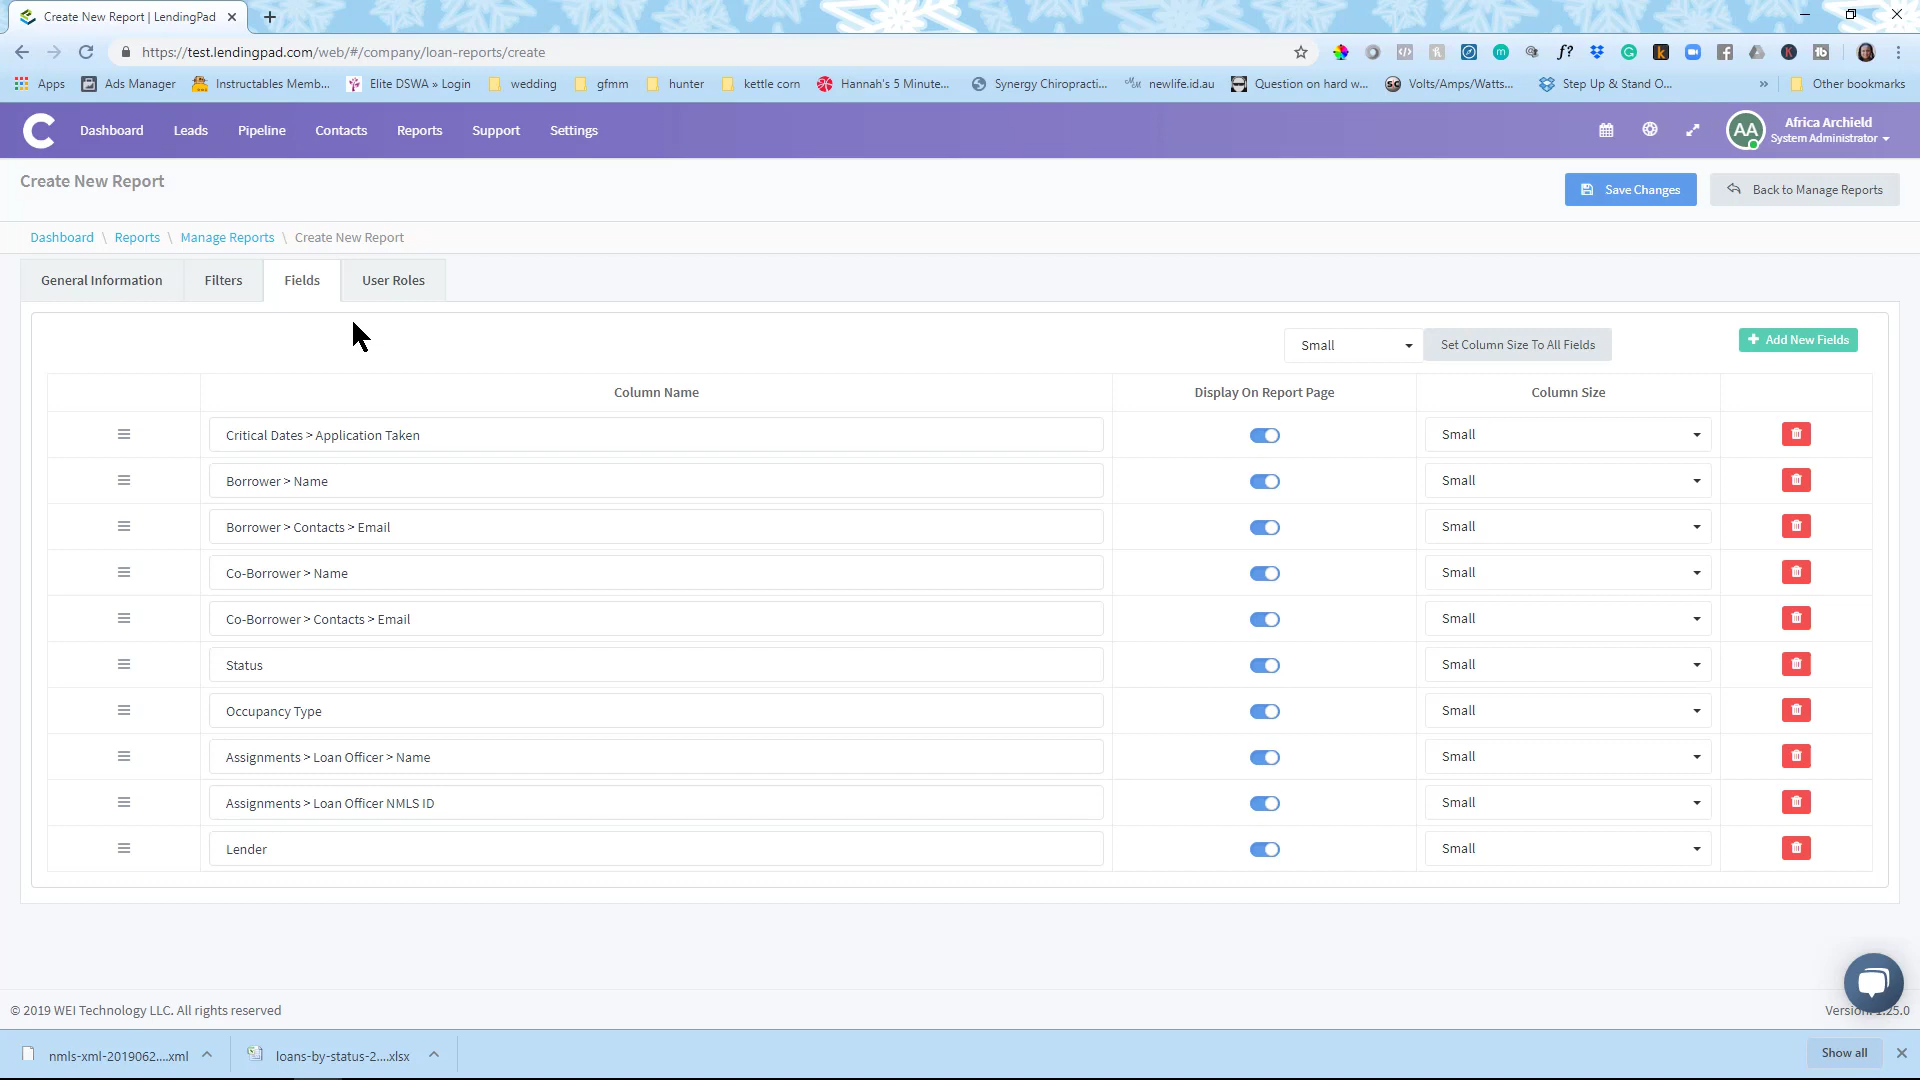 Create New Report | LendingPad
https://test.lendingpad.com/web/#/company/loan-reports/create
Apps Ads Manager Instructables Memb... Elite DSWA » Login wedding gfmm hunter kettle corn Hannah's 5 Minute... Synergy Chiropracti... newlife.id.au Question on hard w... Volts/Amps/Watts... Step Up & Stand O... » Other bookmarks
Dashboard Leads Pipeline Contacts Reports Support Settings
AA Africa Archield
System Administrator
Create New Report
Save Changes Back to Manage Reports
Dashboard \ Reports \ Manage Reports \ Create New Report
General Information Filters Fields User Roles
Small Set Column Size To All Fields + Add New Fields
Column Name Display On Report Page Column Size
Critical Dates > Application Taken Small
Borrower > Name Small
Borrower > Contacts > Email Small
Co-Borrower > Name Small
Co-Borrower > Contacts > Email Small
Status Small
Occupancy Type Small
Assignments > Loan Officer > Name Small
Assignments > Loan Officer NMLS ID Small
Lender Small
© 2019 WEI Technology LLC. All rights reserved
Version .25.0
nmls-xml-2019062....xml loans-by-status-2....xlsx Show all